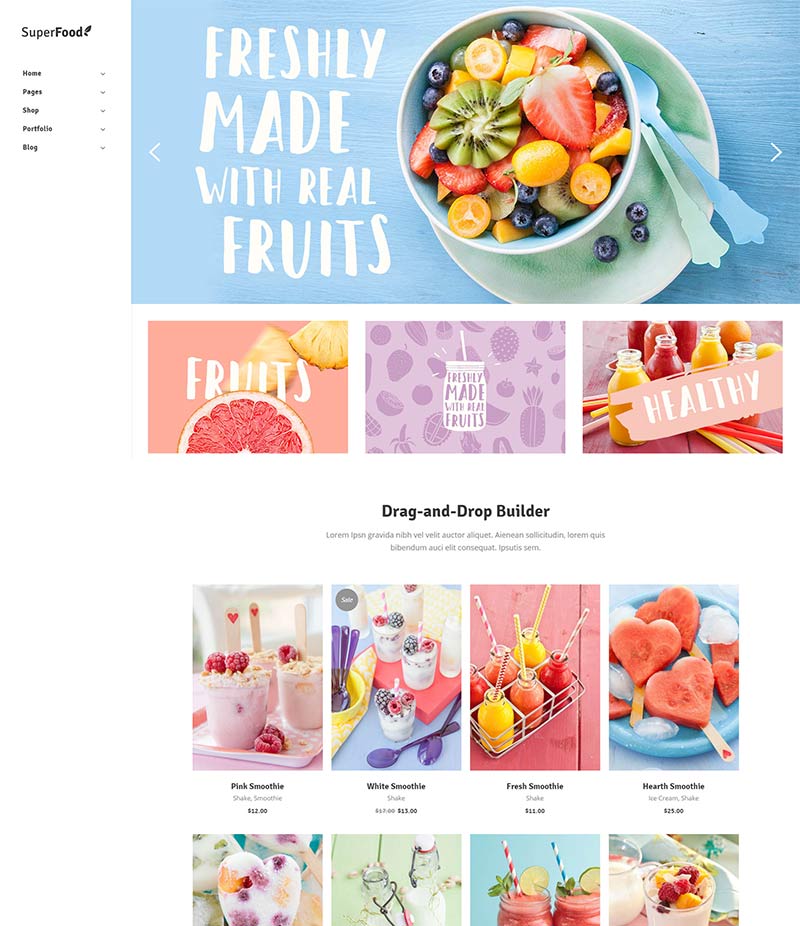 SuperFood
Home
Pages
Shop
Portfolio
Blog
FRESHLY
MADE
WITH REAL
FRUITS
FRUITS
FRESHLY
MADE
WITH REAL
FRUITS
HEALTHY
Drag-and-Drop Builder
Lorem Ipsn gravida nibh vel velit auctor aliquet. Aienean sollicitudin, lorem quis
bibendum auci elit consequat. Ipsutis sem.
Sale
Pink Smoothie
White Smoothie
Fresh Smoothie
Hearth Smoothie
Shake, Smoothie
Shake
Shake
Ice Cream, Shake
$12.00
$17.00 $13.00
$11.00
$25.00